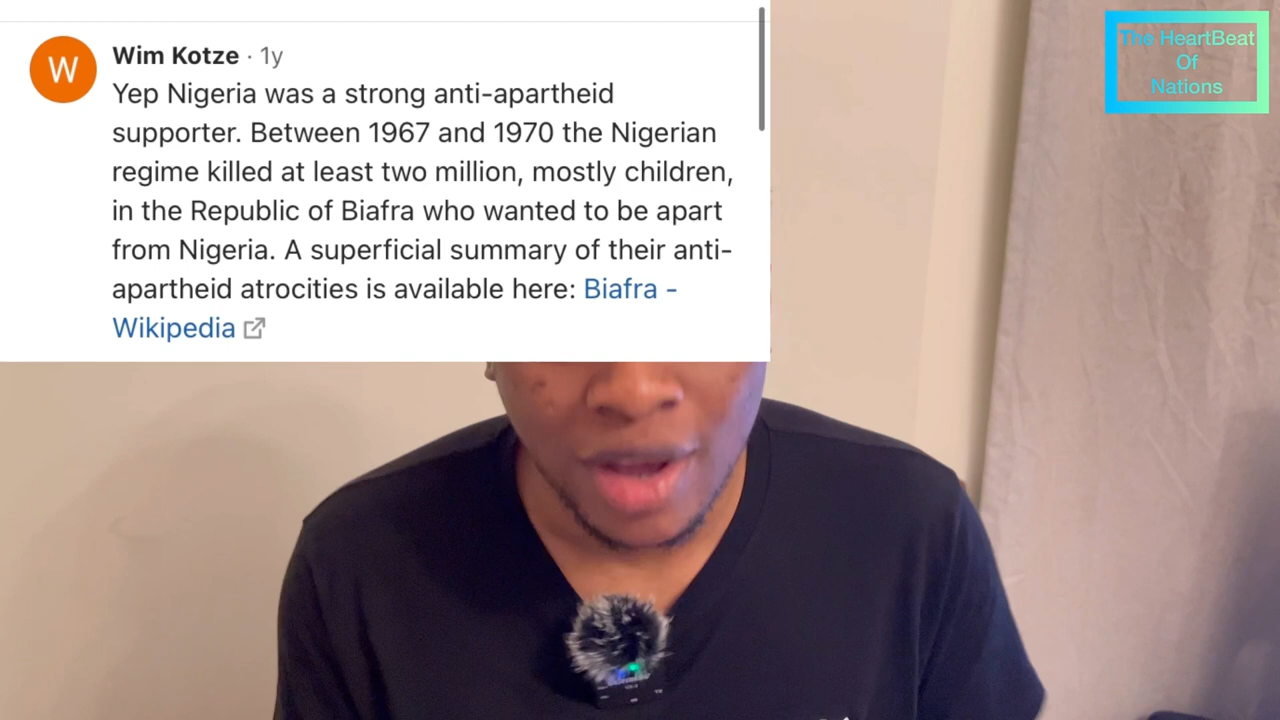 W
Wim Kotze · 1y
Yep Nigeria was a strong anti-apartheid
supporter. Between 1967 and 1970 the Nigerian
regime killed at least two million, mostly children,
in the Republic of Biafra who wanted to be apart
from Nigeria. A superficial summary of their anti-
apartheid atrocities is available here: Biafra -
Wikipedia
The HeartBeat
Of
Nations